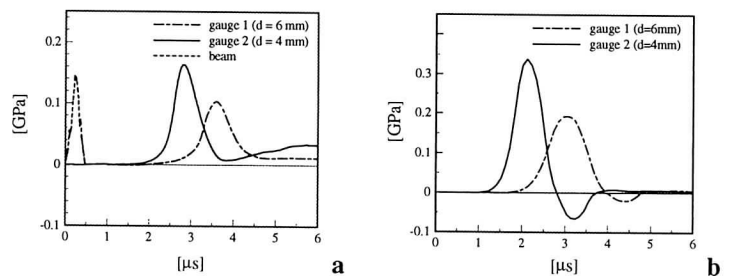 gauge 1 (d = 6 mm)
gauge 2 (d = 4 mm)
beam
0.2
0.1
0
-0.1
[GPa]
0 1 2 3 4 5 6
[µs]
a
gauge 1 (d=6mm)
gauge 2 (d=4mm)
0.3
0.2
0.1
0
-0.1
[GPa]
0 1 2 3 4 5 6
[µs]
b